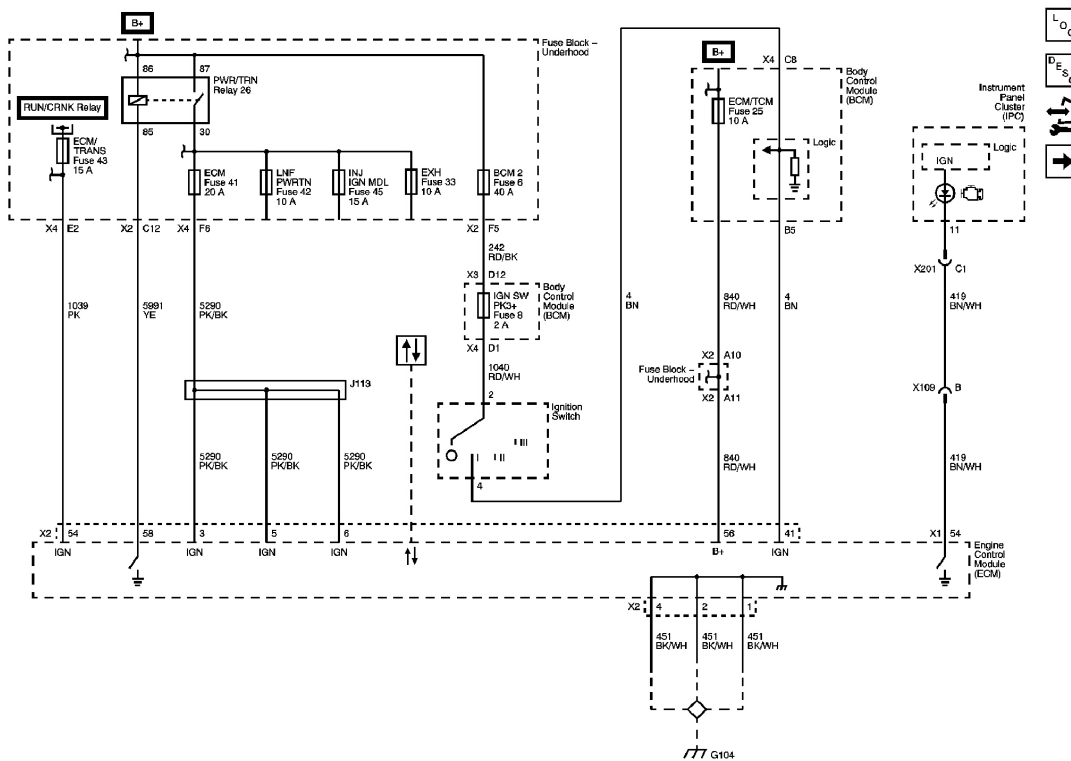 B+
Fuse Block –
Underhood
86
87
PWR/TRN
Relay 26
RUN/CRNK Relay
85
30
ECM/
TRANS
Fuse 43
15 A
ECM
Fuse 41
20 A
LNF
PWRTN
Fuse 42
10 A
INJ
IGN MDL
Fuse 45
15 A
EXH
Fuse 33
10 A
BCM 2
Fuse 6
40 A
X4 E2
X2 C12
X4 F6
X2 F5
242
RD/BK
X3 D12
IGN SW
PK3+
Fuse 8
2 A
Body
Control
Module
(BCM)
X4 D1
1040
RD/WH
2
Ignition
Switch
I
II
III
4
1039
PK
5991
YE
5290
PK/BK
J113
5290
PK/BK
5290
PK/BK
5290
PK/BK
4
BN
B+
X4 C8
Body
Control
Module
(BCM)
ECM/TCM
Fuse 25
10 A
Logic
B5
840
RD/WH
4
BN
X2 A10
Fuse Block –
Underhood
X2 A11
840
RD/WH
Instrument
Panel
Cluster
(IPC)
Logic
IGN
11
X201 C1
419
BN/WH
X109 B
419
BN/WH
L
O
C
D
E
S
C
X2 54
58
3
5
6
56
41
X1 54
IGN
IGN
IGN
IGN
B+
IGN
Engine
Control
Module
(ECM)
X2 4
2
1
451
BK/WH
451
BK/WH
451
BK/WH
G104